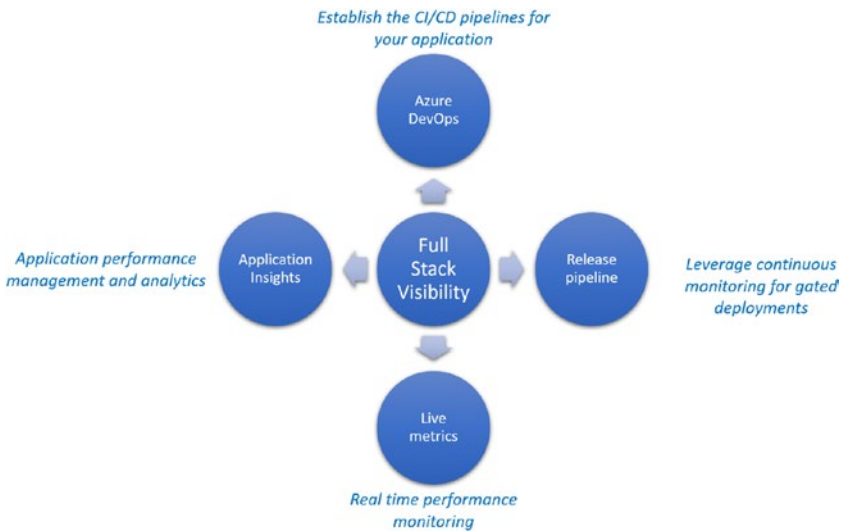 Establish the CI/CD pipelines for
your application
Azure
DevOps
Application performance
management and analytics
Application
Insights
Full
Stack
Visibility
Release
pipeline
Leverage continuous
monitoring for gated'
deployments
Live
metrics
Real time performance
monitoring